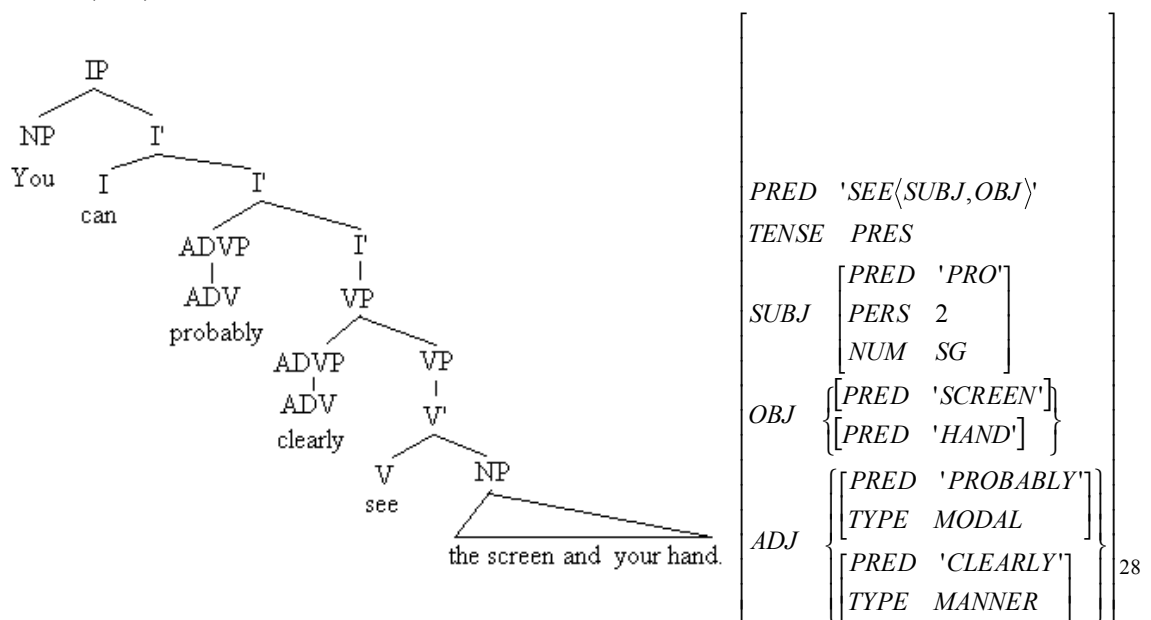 IP
NP I'
You I I'
can
ADVP I'
ADV VP
probably
ADVP VP
ADV V'
clearly
V NP
see
the screen and your hand.
PRED 'SEE⟨SUBJ,OBJ⟩'
TENSE PRES
SUBJ [PRED 'PRO'
PERS 2
NUM SG]
OBJ {[PRED 'SCREEN']
[PRED 'HAND']}
ADJ {[PRED 'PROBABLY'
TYPE MODAL]
[PRED 'CLEARLY'
TYPE MANNER]}
28